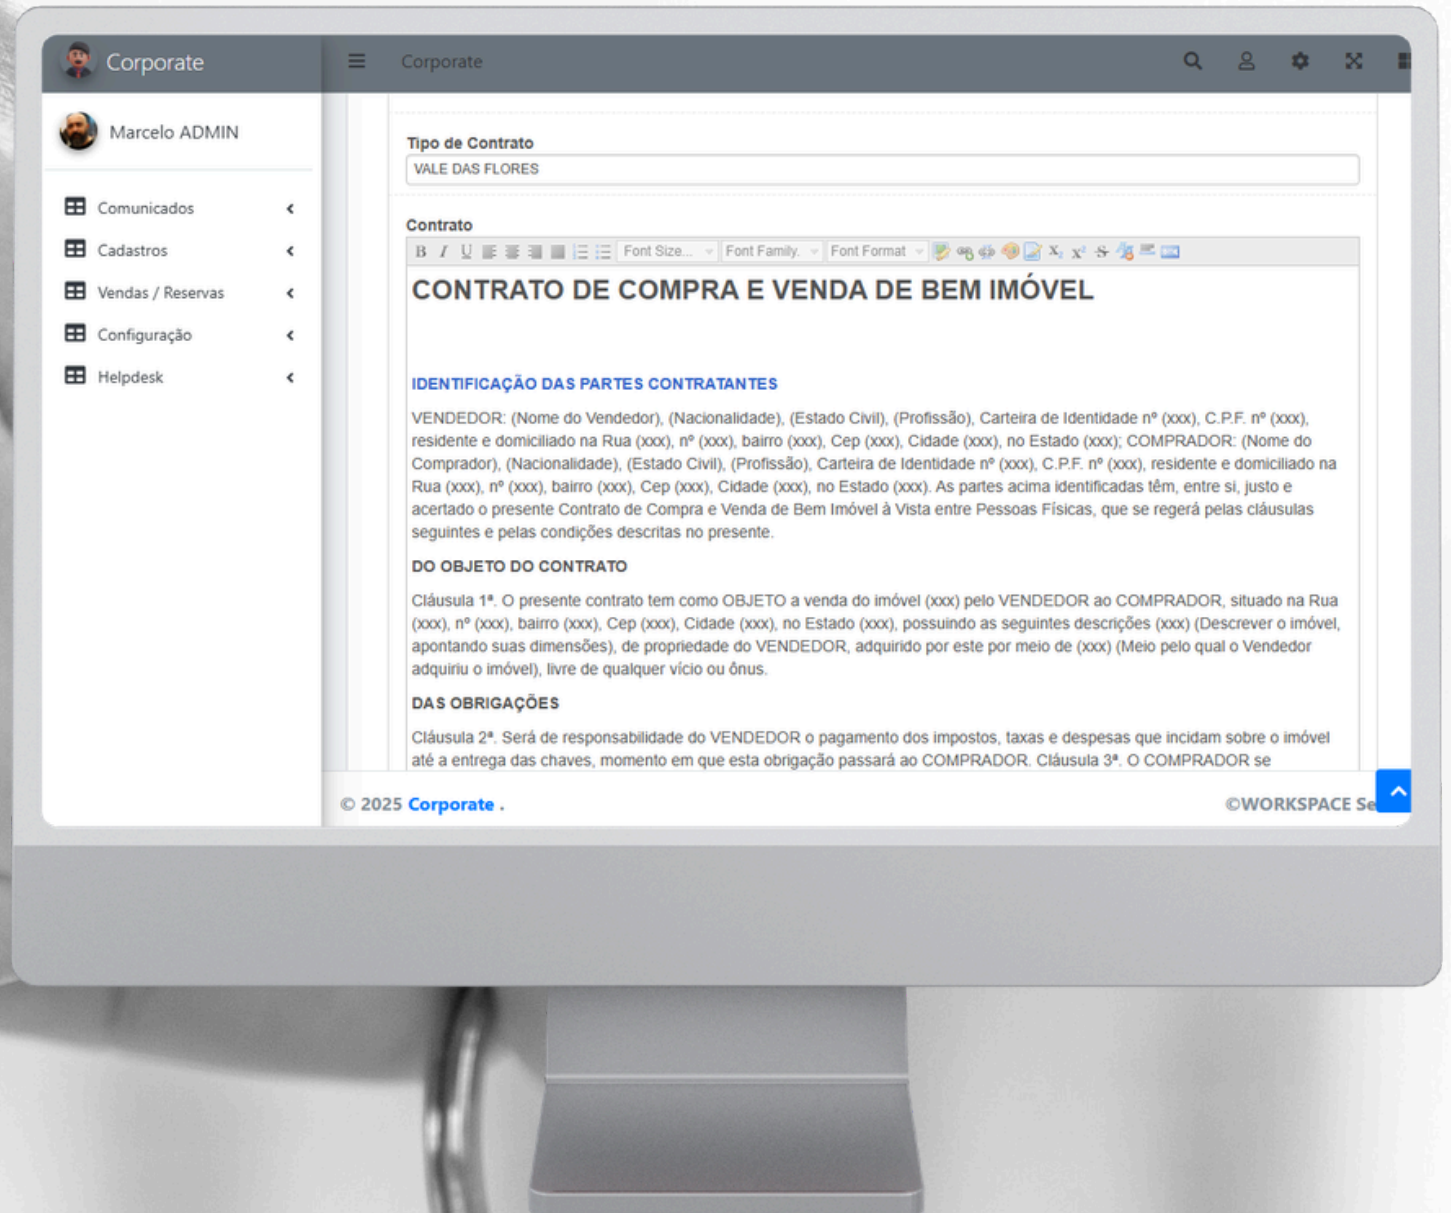 Corporate
Corporate
Marcelo ADMIN
Comunicados
Cadastros
Vendas / Reservas
Configuração
Helpdesk
Tipo de Contrato
VALE DAS FLORES
Contrato
B I U Font Size... Font Family. Font Format
CONTRATO DE COMPRA E VENDA DE BEM IMÓVEL
IDENTIFICAÇÃO DAS PARTES CONTRATANTES
VENDEDOR: (Nome do Vendedor), (Nacionalidade), (Estado Civil), (Profissão), Carteira de Identidade nº (xxx), C.P.F. nº (xxx),
residente e domiciliado na Rua (xxx), nº (xxx), bairro (xxx), Cep (xxx), Cidade (xxx), no Estado (xxx); COMPRADOR: (Nome do
Comprador), (Nacionalidade), (Estado Civil), (Profissão), Carteira de Identidade nº (xxx), C.P.F. nº (xxx), residente e domiciliado na
Rua (xxx), nº (xxx), bairro (xxx), Cep (xxx), Cidade (xxx), no Estado (xxx). As partes acima identificadas têm, entre si, justo e
acertado o presente Contrato de Compra e Venda de Bem Imóvel à Vista entre Pessoas Físicas, que se regerá pelas cláusulas
seguintes e pelas condições descritas no presente.
DO OBJETO DO CONTRATO
Cláusula 1ª. O presente contrato tem como OBJETO a venda do imóvel (xxx) pelo VENDEDOR ao COMPRADOR, situado na Rua
(xxx), nº (xxx), bairro (xxx), Cep (xxx), Cidade (xxx), no Estado (xxx), possuindo as seguintes descrições (xxx) (Descrever o imóvel,
apontando suas dimensões), de propriedade do VENDEDOR, adquirido por este por meio de (xxx) (Meio pelo qual o Vendedor
adquiriu o imóvel), livre de qualquer vício ou ônus.
DAS OBRIGAÇÕES
Cláusula 2ª. Será de responsabilidade do VENDEDOR o pagamento dos impostos, taxas e despesas que incidam sobre o imóvel
até a entrega das chaves, momento em que esta obrigação passará ao COMPRADOR. Cláusula 3ª. O COMPRADOR se
© 2025 Corporate .
©WORKSPACE Se